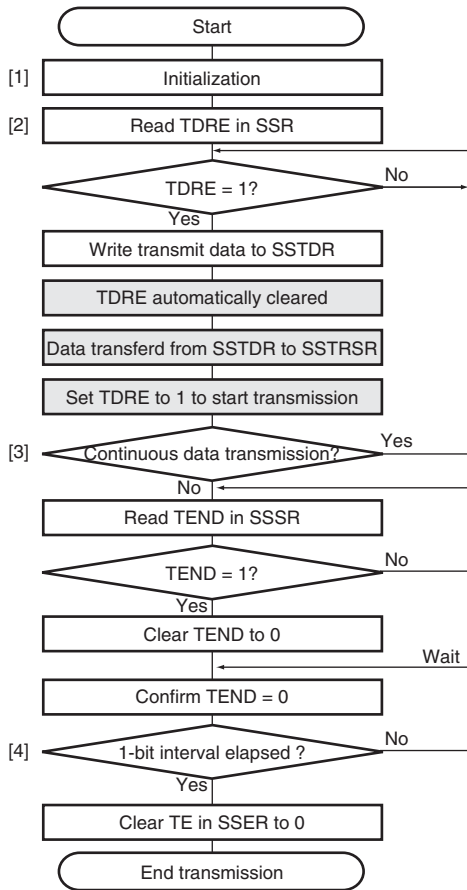 Start
[1] Initialization
[2] Read TDRE in SSR
No
TDRE = 1?
Yes
Write transmit data to SSTDR
TDRE automatically cleared
Data transferd from SSTDR to SSTRSR
Set TDRE to 1 to start transmission
[3] Continuous data transmission? Yes
No
Read TEND in SSSR
TEND = 1? No
Yes
Clear TEND to 0
Wait
Confirm TEND = 0
[4] 1-bit interval elapsed ? No
Yes
Clear TE in SSER to 0
End transmission